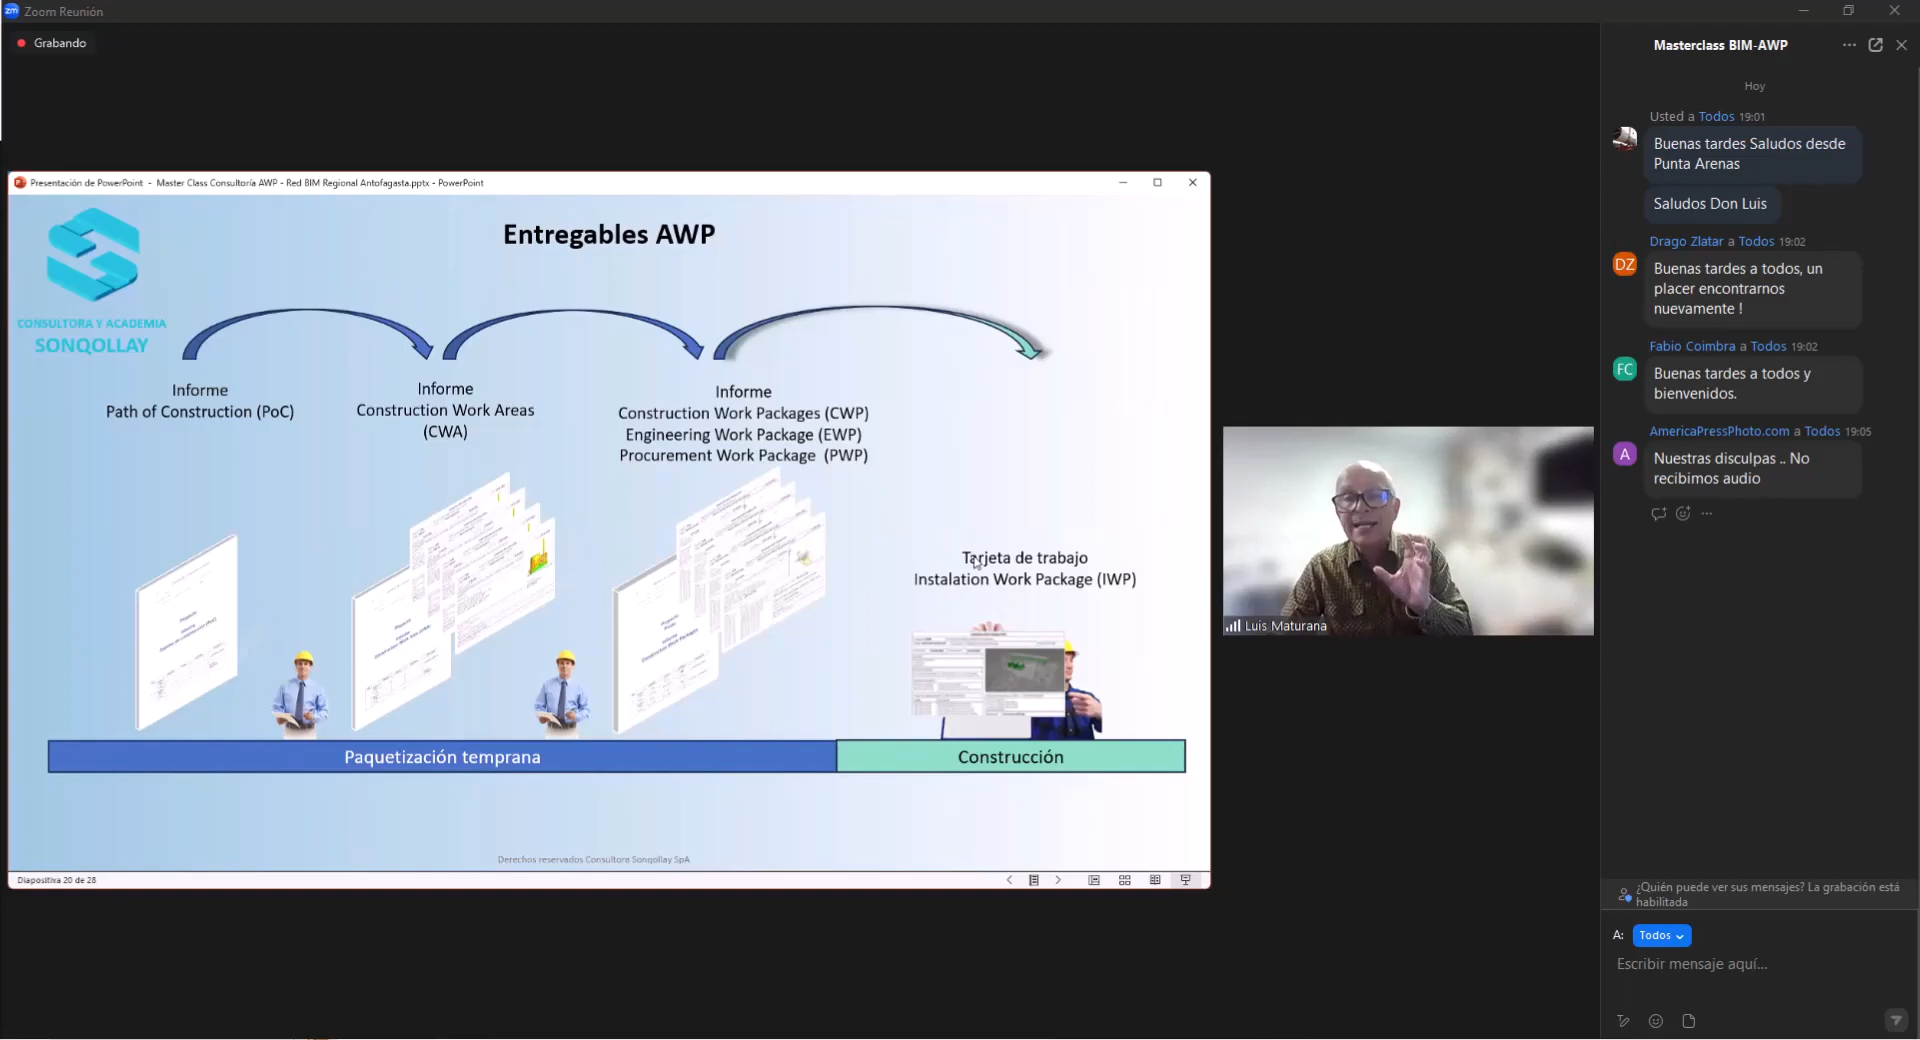 Zoom Reunión
Grabando
Presentación de PowerPoint - Master Class Consultoría AWP - Red BIM Regional Antofagasta.pptx - PowerPoint
CONSULTORA Y ACADEMIA
SONQOLLAY
Entregables AWP
Informe
Path of Construction (PoC)
Informe
Construction Work Areas
(CWA)
Informe
Construction Work Packages (CWP)
Engineering Work Package (EWP)
Procurement Work Package (PWP)
Tarjeta de trabajo
Instalation Work Package (IWP)
Paquetización temprana
Construcción
Derechos reservados Consultora Sonqollay SpA
Diapositiva 20 de 28
Luis Maturana
Masterclass BIM-AWP
Hoy
Usted a Todos 19:01
Buenas tardes Saludos desde
Punta Arenas
Saludos Don Luis
Drago Zlatar a Todos 19:02
DZ
Buenas tardes a todos, un
placer encontrarnos
nuevamente !
Fabio Coimbra a Todos 19:02
FC
Buenas tardes a todos y
bienvenidos.
AmericaPressPhoto.com a Todos 19:05
A
Nuestras disculpas .. No
recibimos audio
¿Quién puede ver sus mensajes? La grabación está
habilitada
A: Todos
Escribir mensaje aquí...